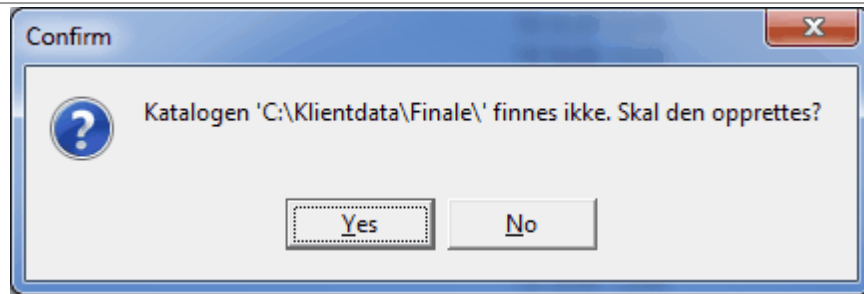 Confirm
Katalogen 'C:\Klientdata\Finale\' finnes ikke. Skal den opprettes?
Yes
No